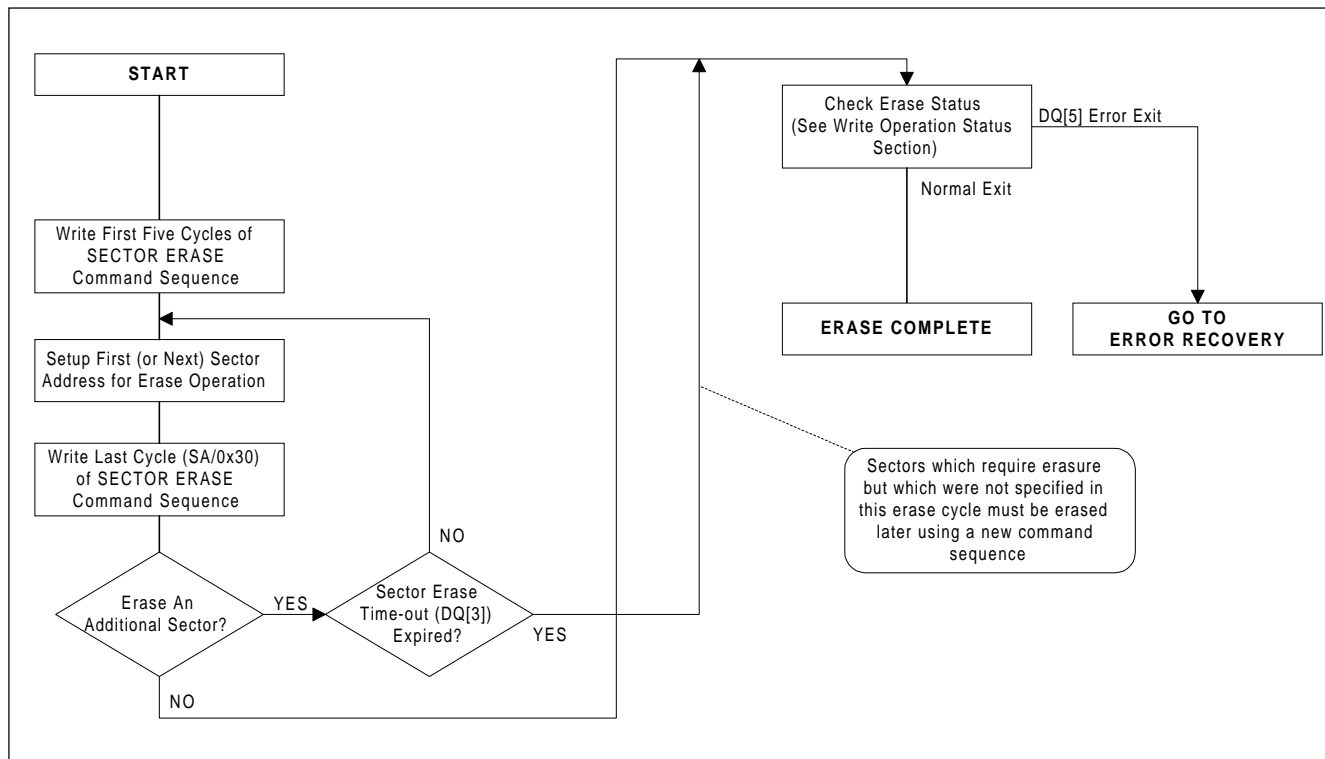 START
Write First Five Cycles of
SECTOR ERASE
Command Sequence
Setup First (or Next) Sector
Address for Erase Operation
Write Last Cycle (SA/0x30)
of SECTOR ERASE
Command Sequence
Erase An
Additional Sector?
YES
NO
Sector Erase
Time-out (DQ[3])
Expired?
NO
YES
Check Erase Status
(See Write Operation Status
Section)
DQ[5] Error Exit
Normal Exit
ERASE COMPLETE
GO TO
ERROR RECOVERY
Sectors which require erasure
but which were not specified in
this erase cycle must be erased
later using a new command
sequence